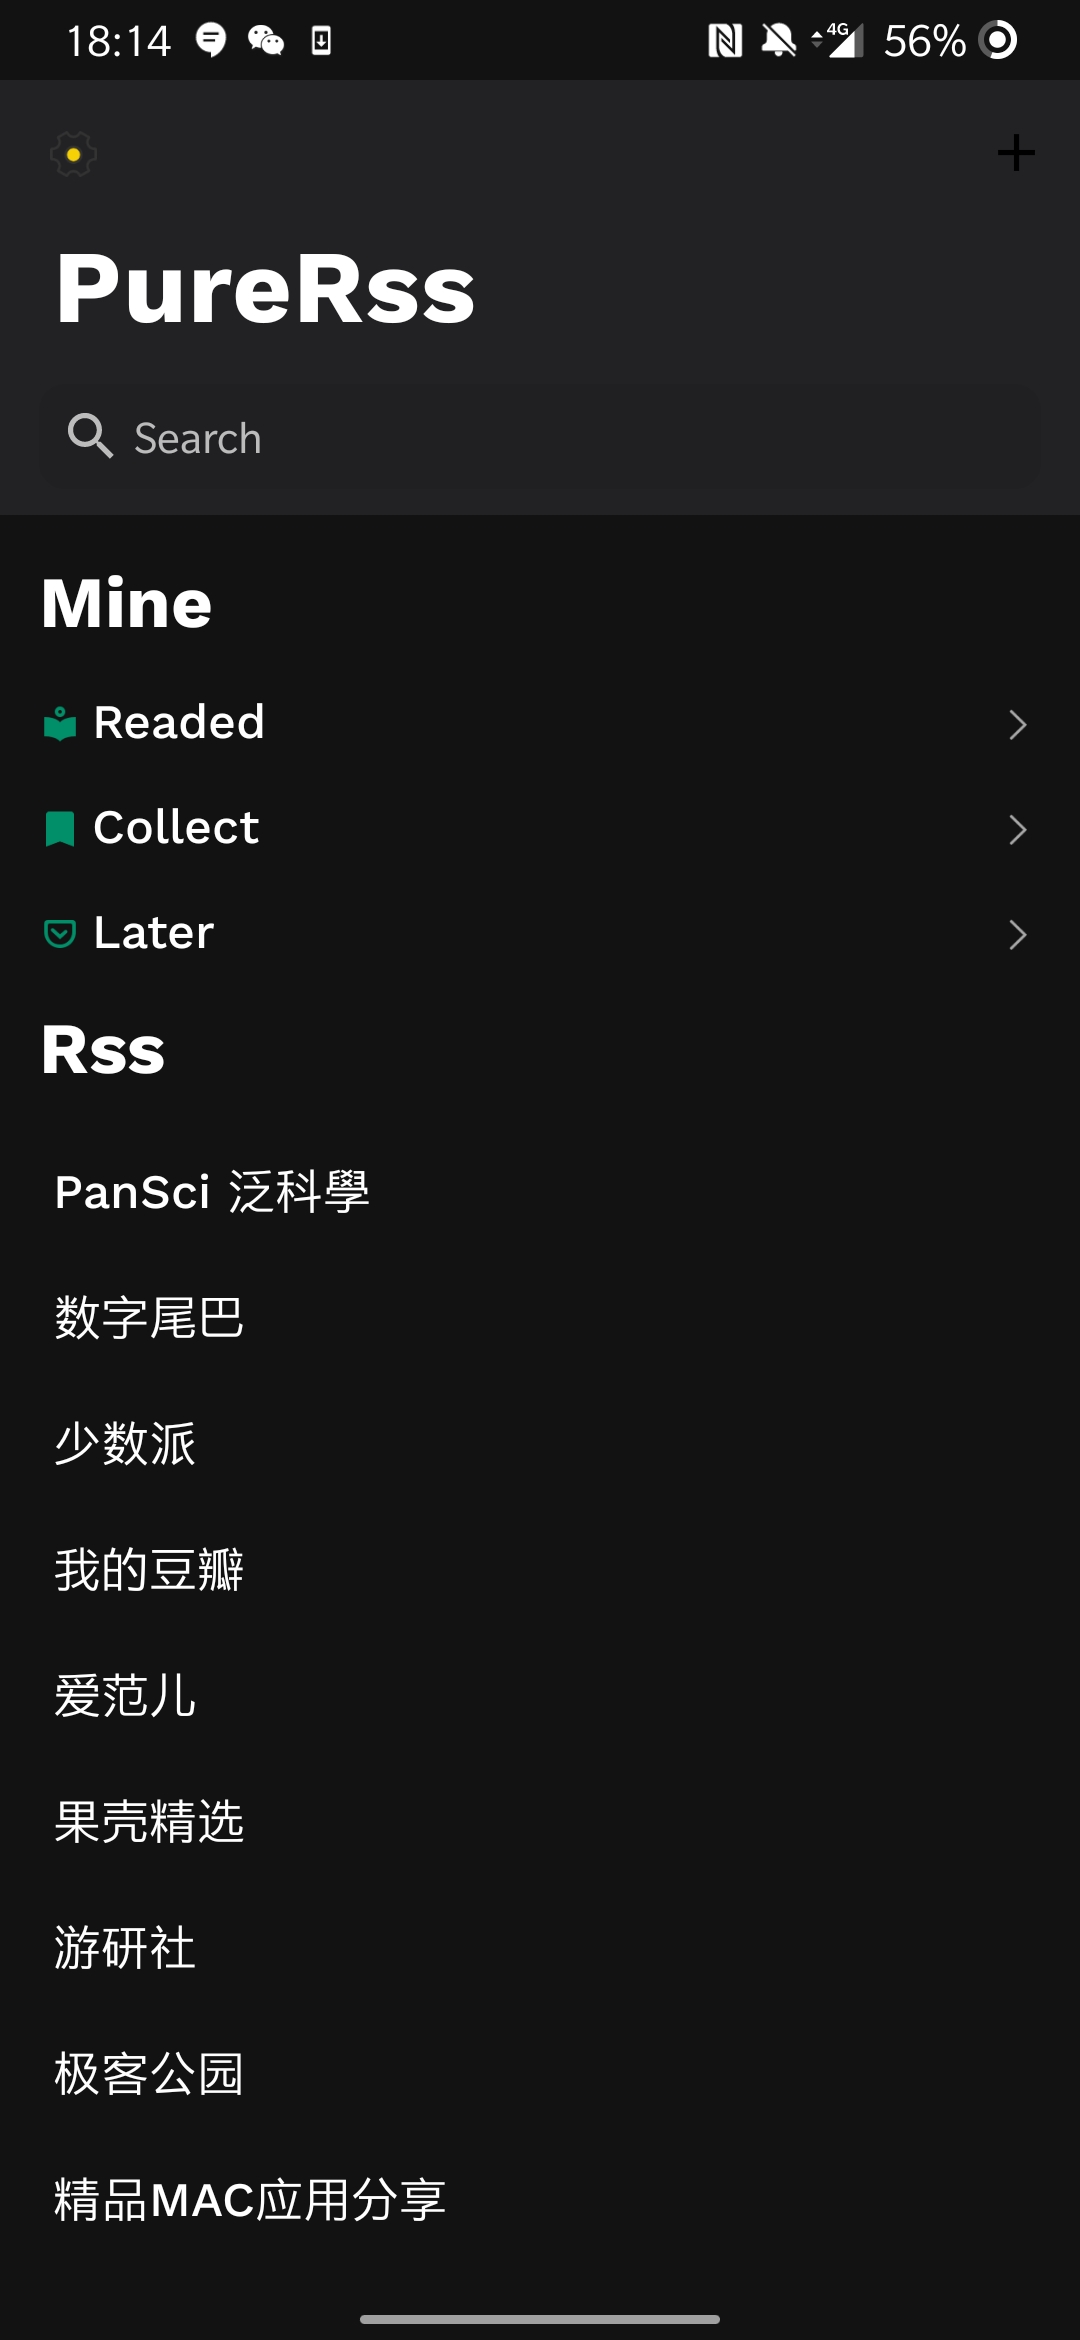 18:14
4G
56%
PureRss
Search
Mine
Readed
Collect
Later
Rss
PanSci 泛科學
数字尾巴
少数派
我的豆瓣
爱范儿
果壳精选
游研社
极客公园
精品MAC应用分享